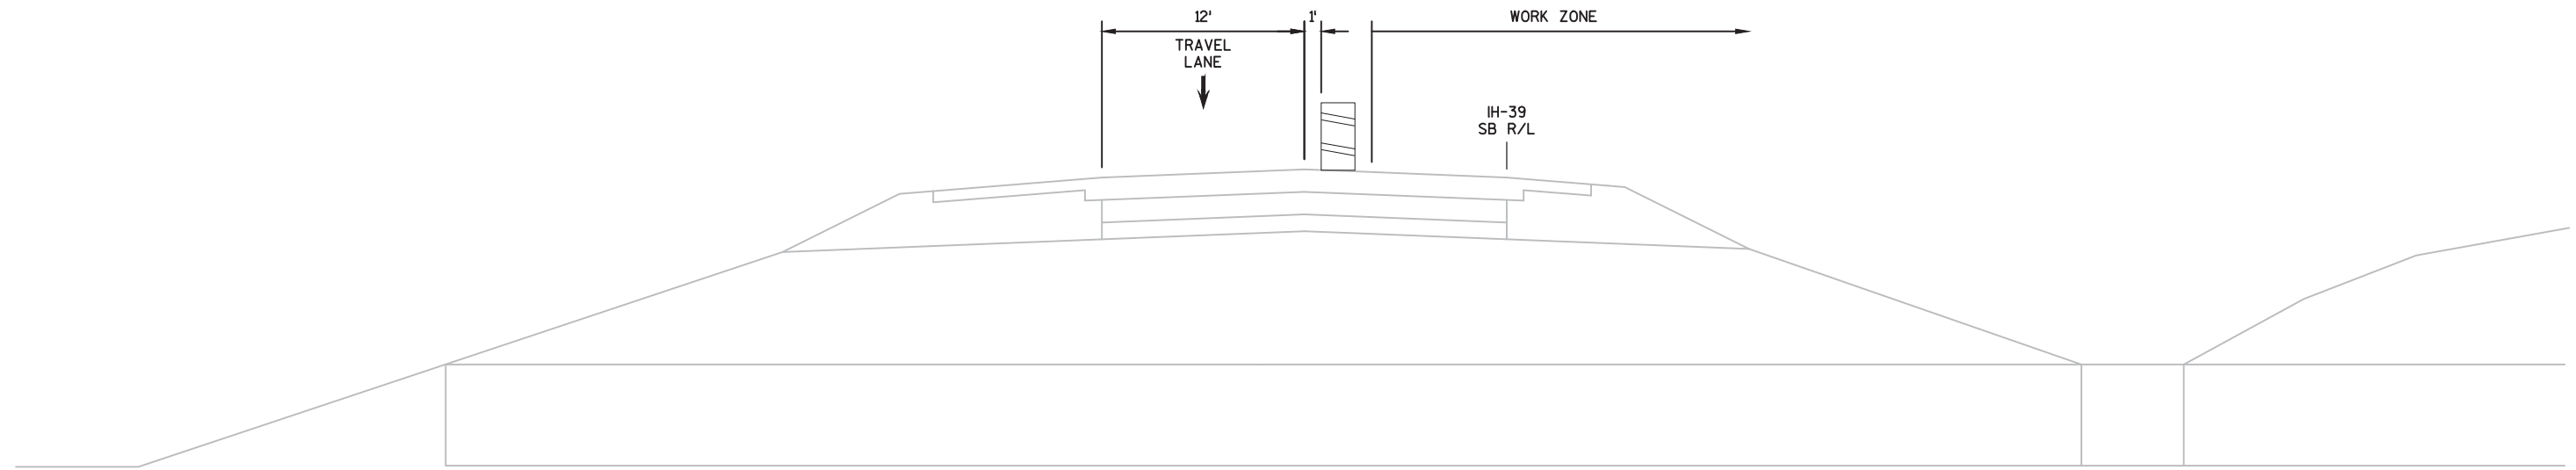 12'
1'
WORK ZONE
TRAVEL
LANE
IH-39
SB R/L